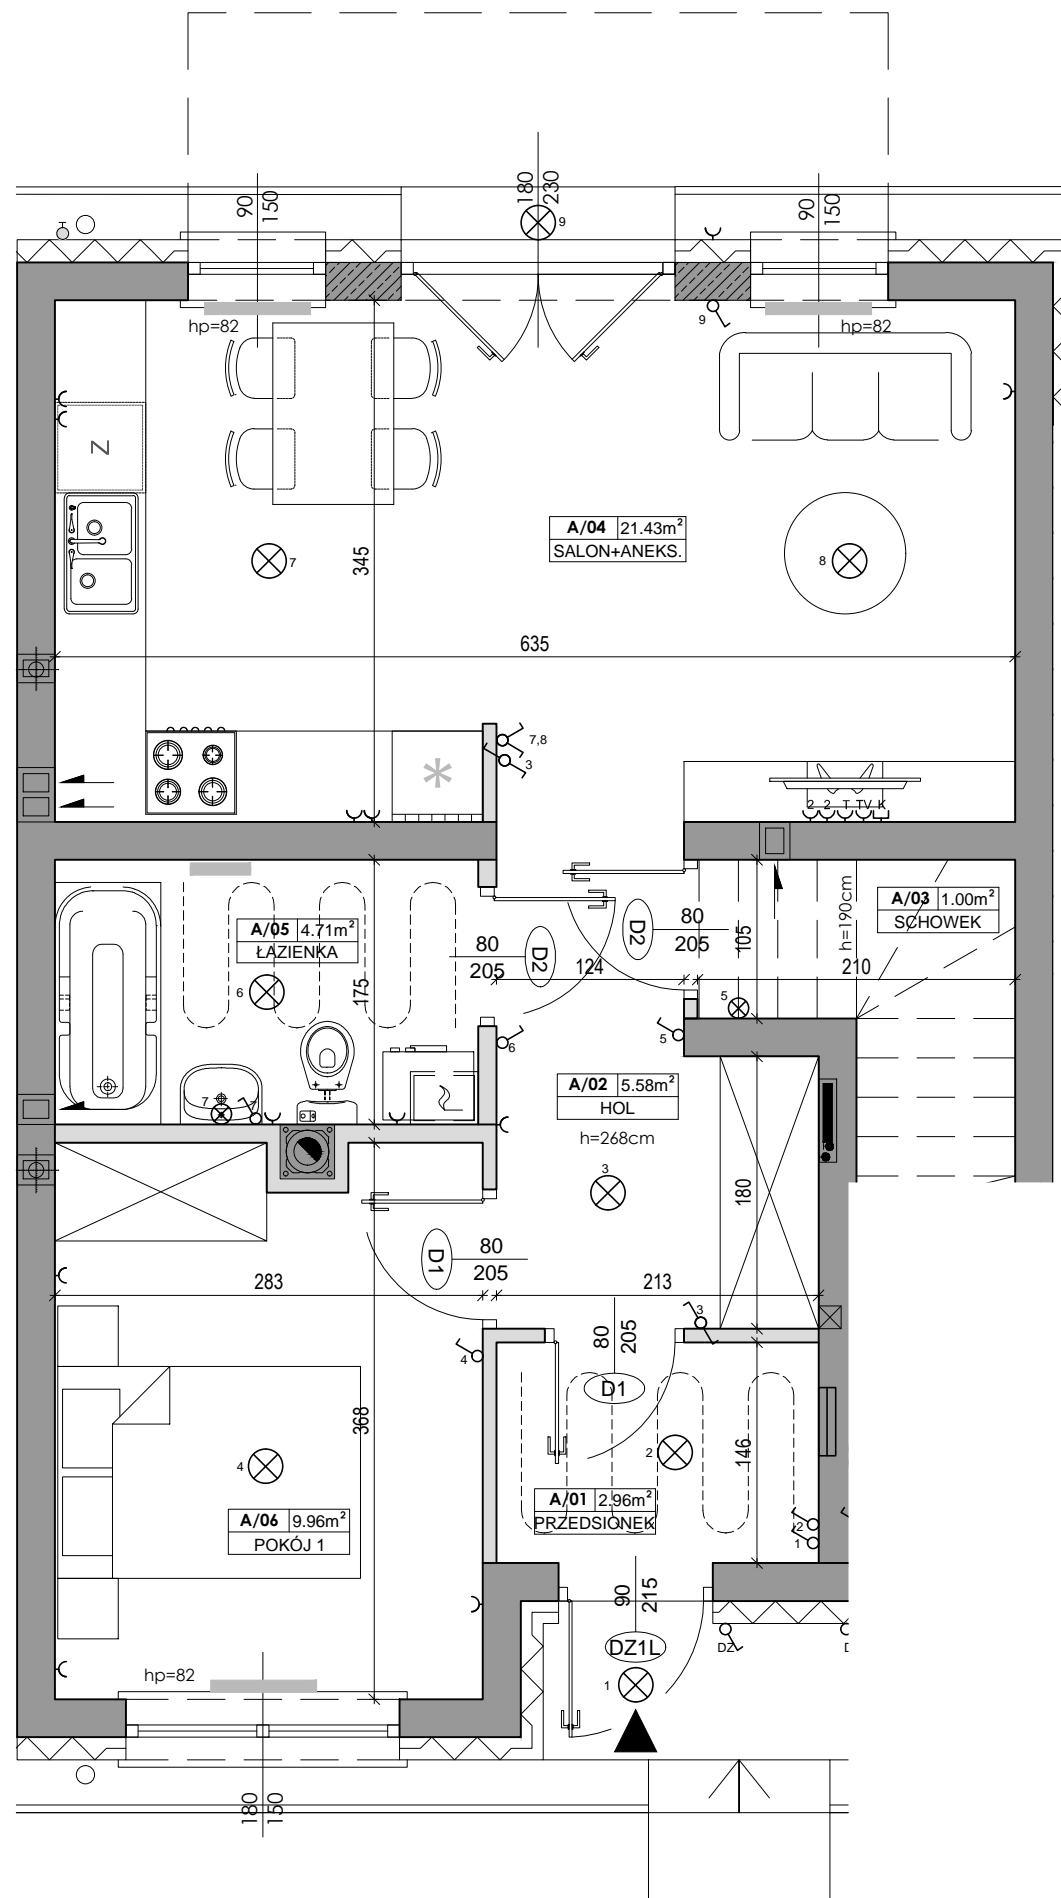 180
230
90
150
90
150
9
T
9
hp=82
hp=82
Z
A/04 21.43m²
SALON+ANEKS.
7
345
8
635
7,8
3
2 2 T TV K
A/05 4.71m²
ŁAZIENKA
80
205
D2
D2
80
205
105
h=190cm
A/03 1.00m²
SCHOWEK
124
210
6
175
5
6
5
7
A/02 5.58m²
HOL
h=268cm
3
180
D1
80
205
283
213
80
205
3
4
D1
368
4
2
146
A/01 2.96m²
PRZEDSIONEK
A/06 9.96m²
POKÓJ 1
2
1
90
215
DZ1L
DZ
1
hp=82
180
150